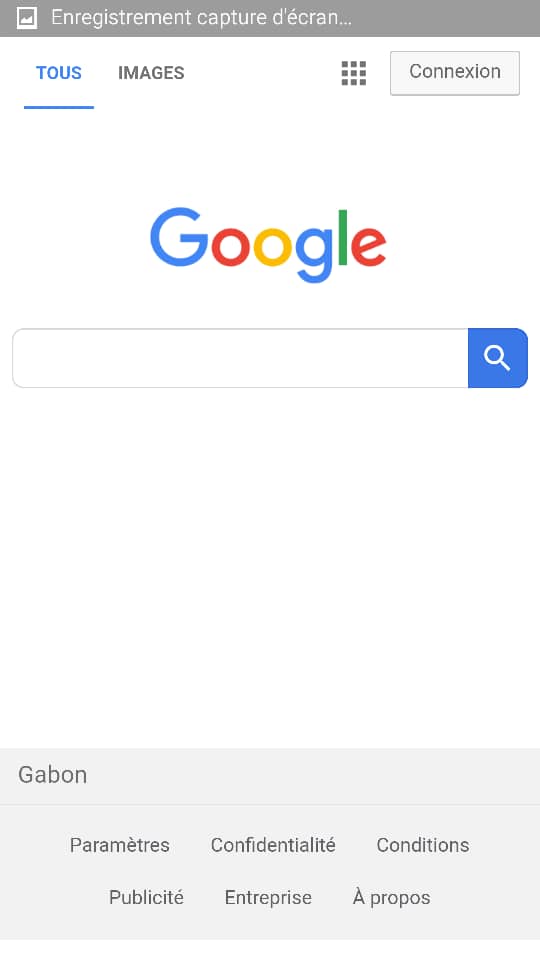 Enregistrement capture d'écran...
TOUS IMAGES Connexion
Google
Gabon
Paramètres Confidentialité Conditions
Publicité Entreprise À propos